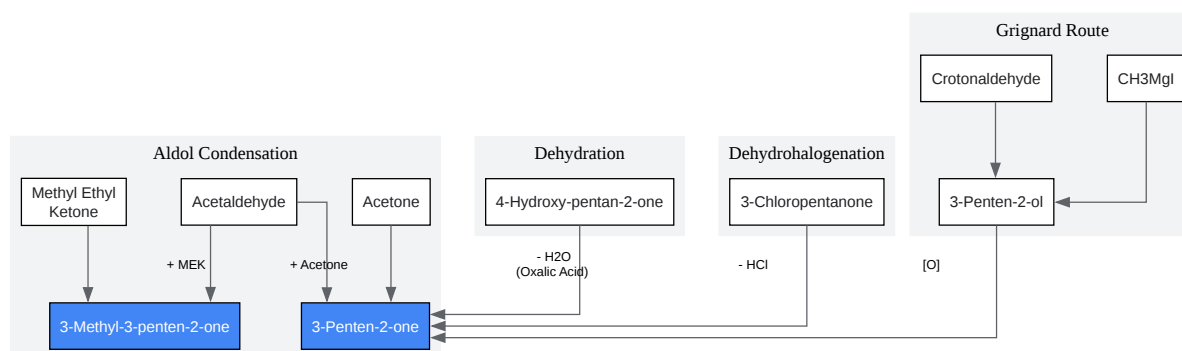 Grignard Route
Crotonaldehyde
CH3MgI
Aldol Condensation
Dehydration
Dehydrohalogenation
Methyl Ethyl
Ketone
Acetaldehyde
Acetone
4-Hydroxy-pentan-2-one
3-Chloropentanone
3-Penten-2-ol
+ MEK
+ Acetone
- H2O
(Oxalic Acid)
- HCl
[O]
3-Methyl-3-penten-2-one
3-Penten-2-one